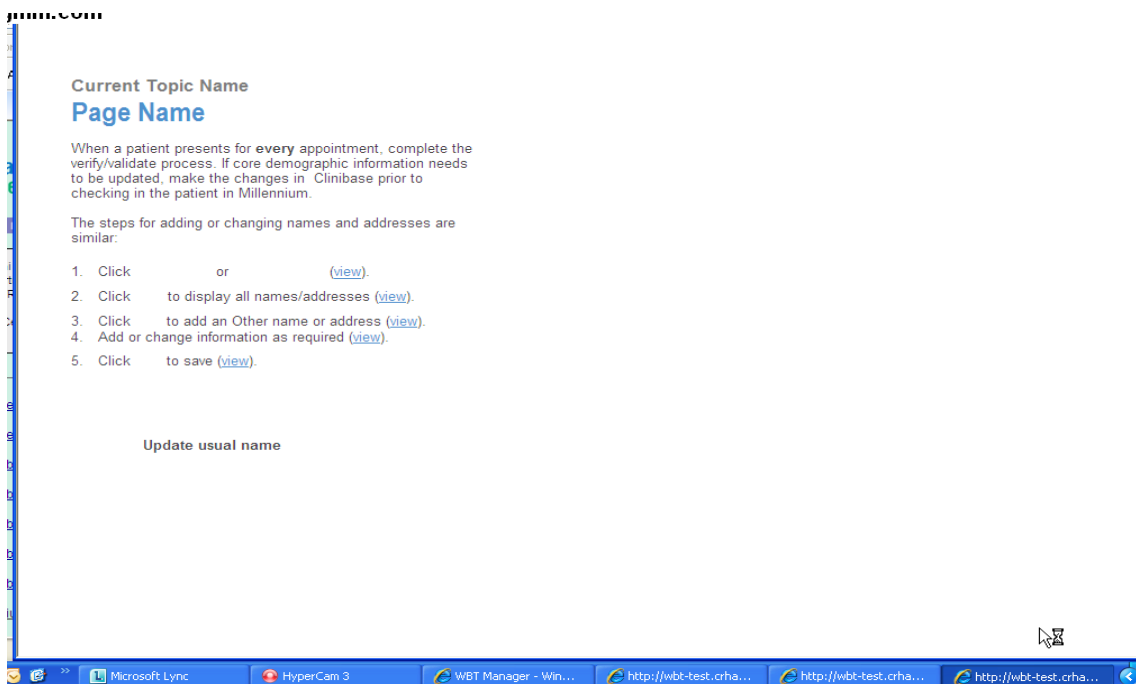 Current Topic Name
Page Name
When a patient presents for every appointment, complete the
verify/validate process. If core demographic information needs
to be updated, make the changes in Clinibase prior to
checking in the patient in Millennium.
The steps for adding or changing names and addresses are
similar:
1. Click or (view).
2. Click to display all names/addresses (view).
3. Click to add an Other name or address (view).
4. Add or change information as required (view).
5. Click to save (view).
Update usual name
Microsoft Lync
HyperCam 3
WBT Manager - Win...
http://wbt-test.crha...
http://wbt-test.crha...
http://wbt-test.crha...